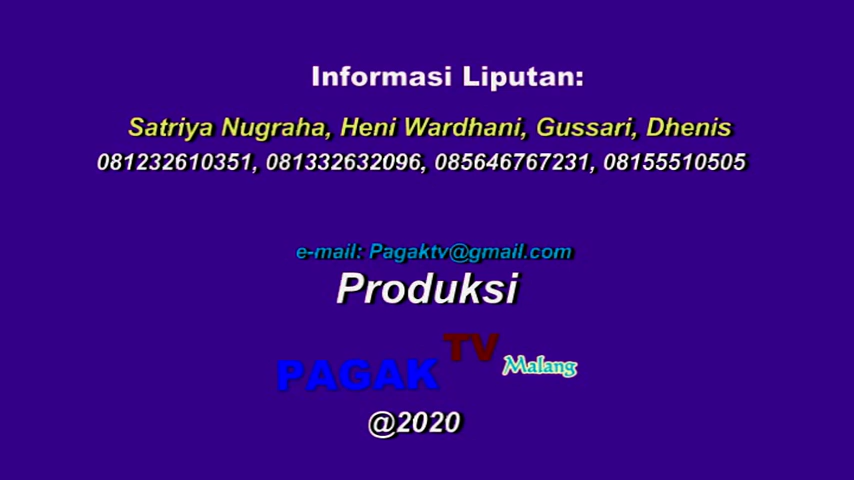 Informasi Liputan:
Satriya Nugraha, Heni Wardhani, Gussari, Dhenis
081232610351, 081332632096, 085646767231, 08155510505
e-mail: Pagaktv@gmail.com
Produksi
PAGAK TV Malang
@2020